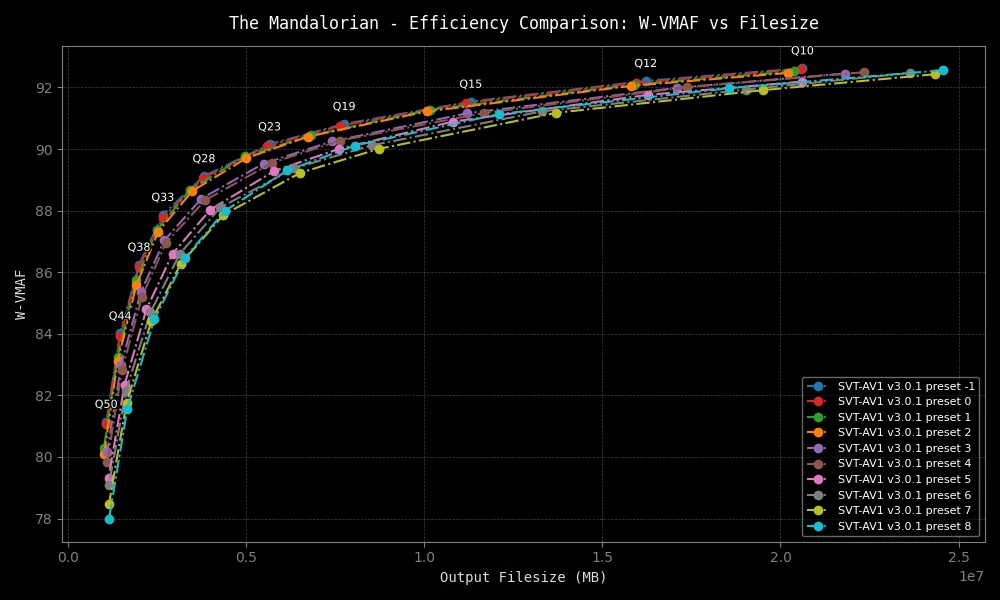 The Mandalorian - Efficiency Comparison: W-VMAF vs Filesize
Q10
Q12
92
Q15
Q19
Q23
90
Q28
Q33
88
Q38
86
W-VMAF
Q44
84
82
Q50
80
78
SVT-AV1 v3.0.1 preset -1
SVT-AV1 v3.0.1 preset 0
SVT-AV1 v3.0.1 preset 1
SVT-AV1 v3.0.1 preset 2
SVT-AV1 v3.0.1 preset 3
SVT-AV1 v3.0.1 preset 4
SVT-AV1 v3.0.1 preset 5
SVT-AV1 v3.0.1 preset 6
SVT-AV1 v3.0.1 preset 7
SVT-AV1 v3.0.1 preset 8
0.0 0.5 1.0 1.5 2.0 2.5
1e7
Output Filesize (MB)